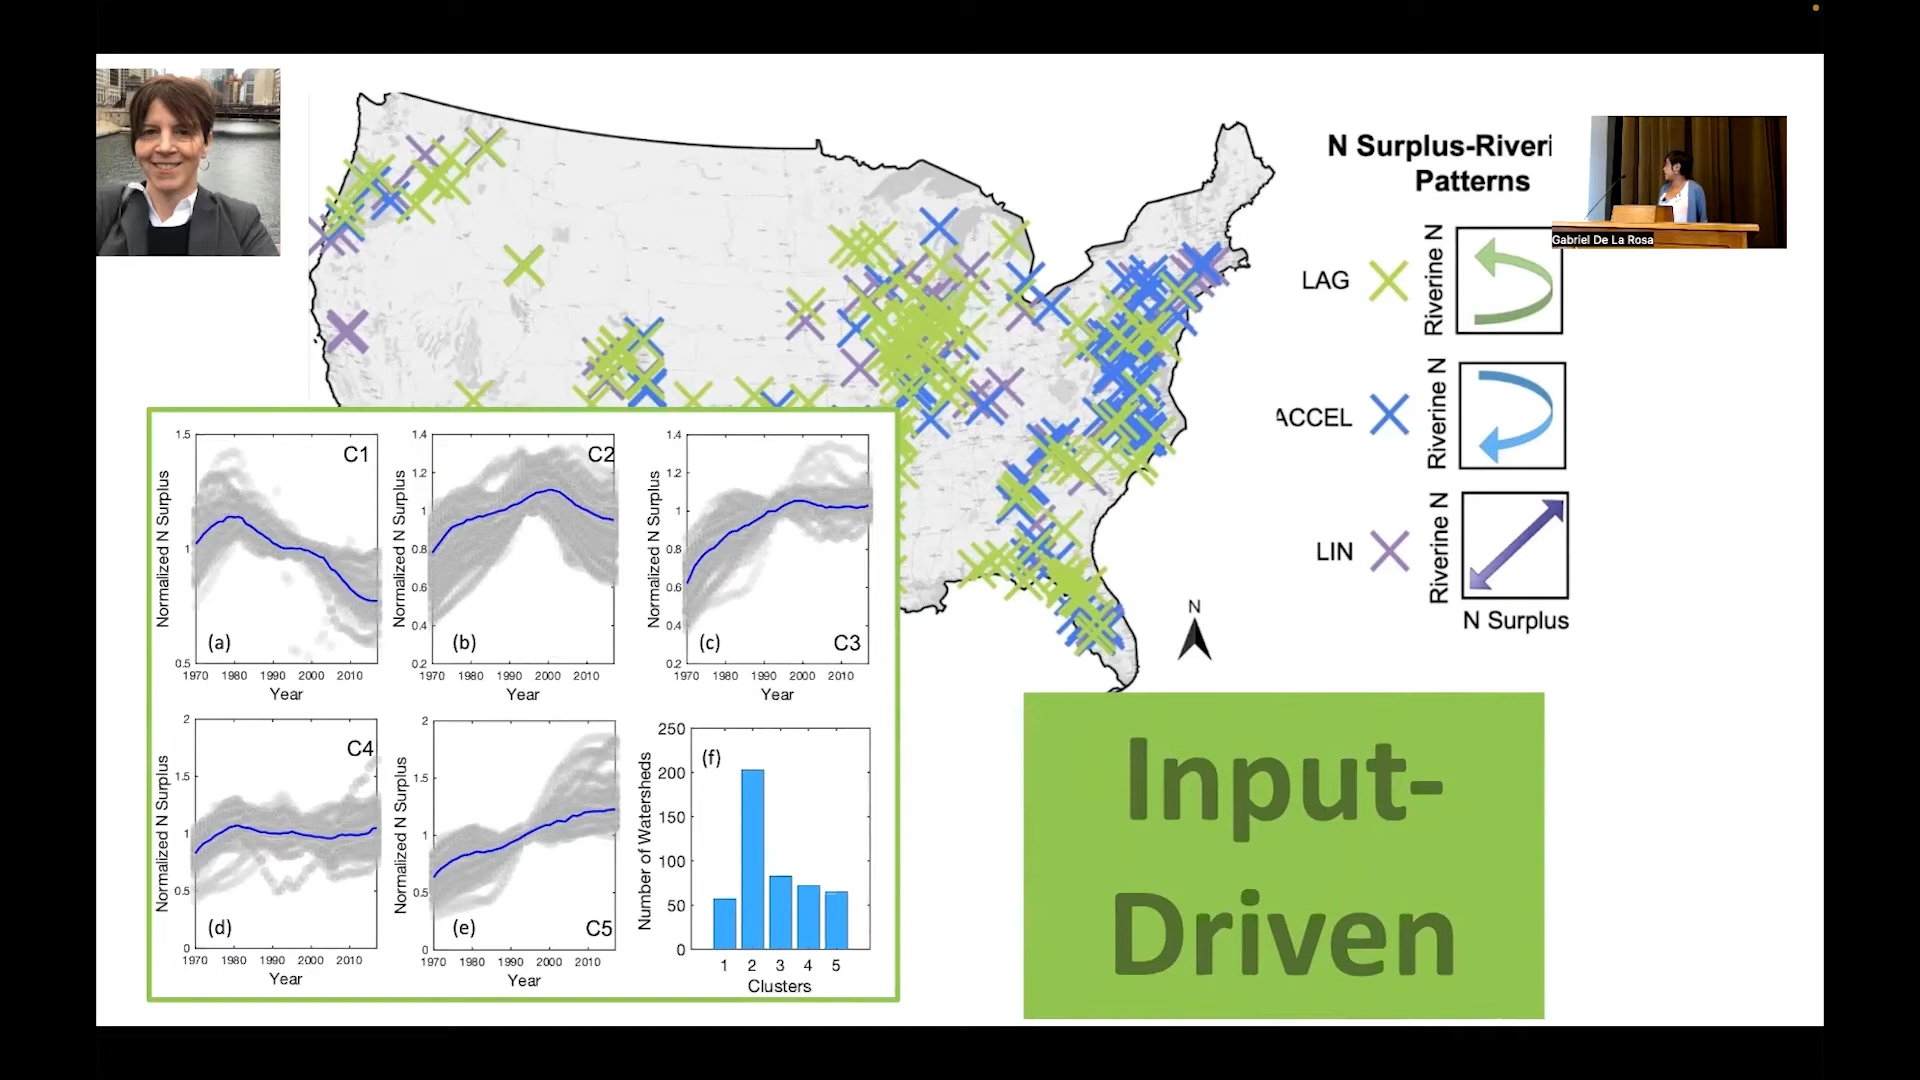 N Surplus-Riveri
Patterns
Gabriel De La Rosa
LAG
Riverine N
ACCEL
Riverine N
LIN
Riverine N
N Surplus
N
1.5
1
0.5
Normalized N Surplus
C1
(a)
1970 1980 1990 2000 2010
Year
1.4
1.2
1
0.8
0.6
0.4
0.2
Normalized N Surplus
C2
(b)
1970 1980 1990 2000 2010
Year
1.4
1.2
1
0.8
0.6
0.4
0.2
Normalized N Surplus
(c)
C3
1970 1980 1990 2000 2010
Year
2
1.5
1
0.5
0
Normalized N Surplus
C4
(d)
1970 1980 1990 2000 2010
Year
2
1.5
1
0.5
0
Normalized N Surplus
(e)
C5
1970 1980 1990 2000 2010
Year
250
200
150
100
50
0
Number of Watersheds
(f)
1 2 3 4 5
Clusters
Input-
Driven